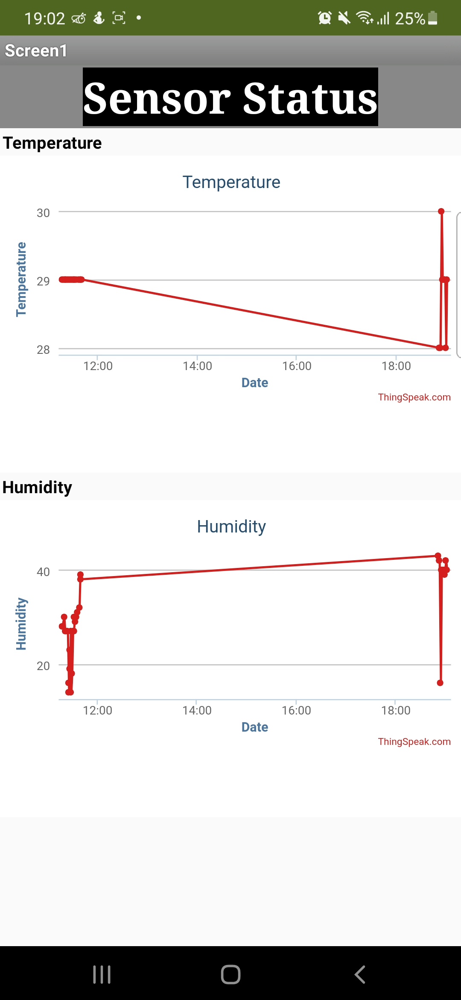 19:02 25%
Screen1
Sensor Status
Temperature
Temperature
30
29
28
Temperature
12:00 14:00 16:00 18:00
Date
ThingSpeak.com
Humidity
Humidity
40
20
Humidity
12:00 14:00 16:00 18:00
Date
ThingSpeak.com